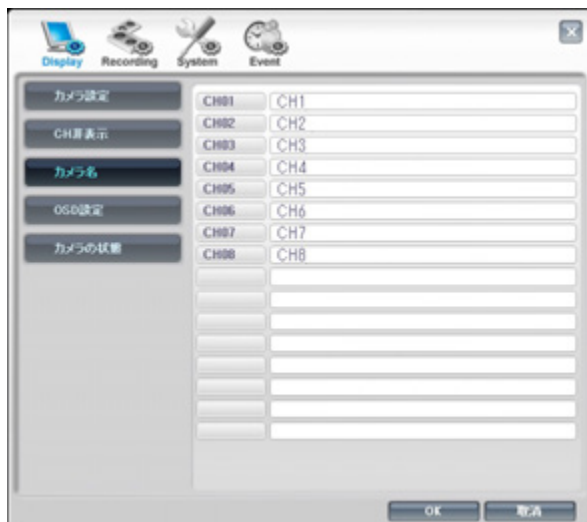 Display Recording System Event
カメラ設定
CH非表示
カメラ名
OSD設定
カメラの状態
CH01 CH1
CH02 CH2
CH03 CH3
CH04 CH4
CH05 CH5
CH06 CH6
CH07 CH7
CH08 CH8
OK 取消